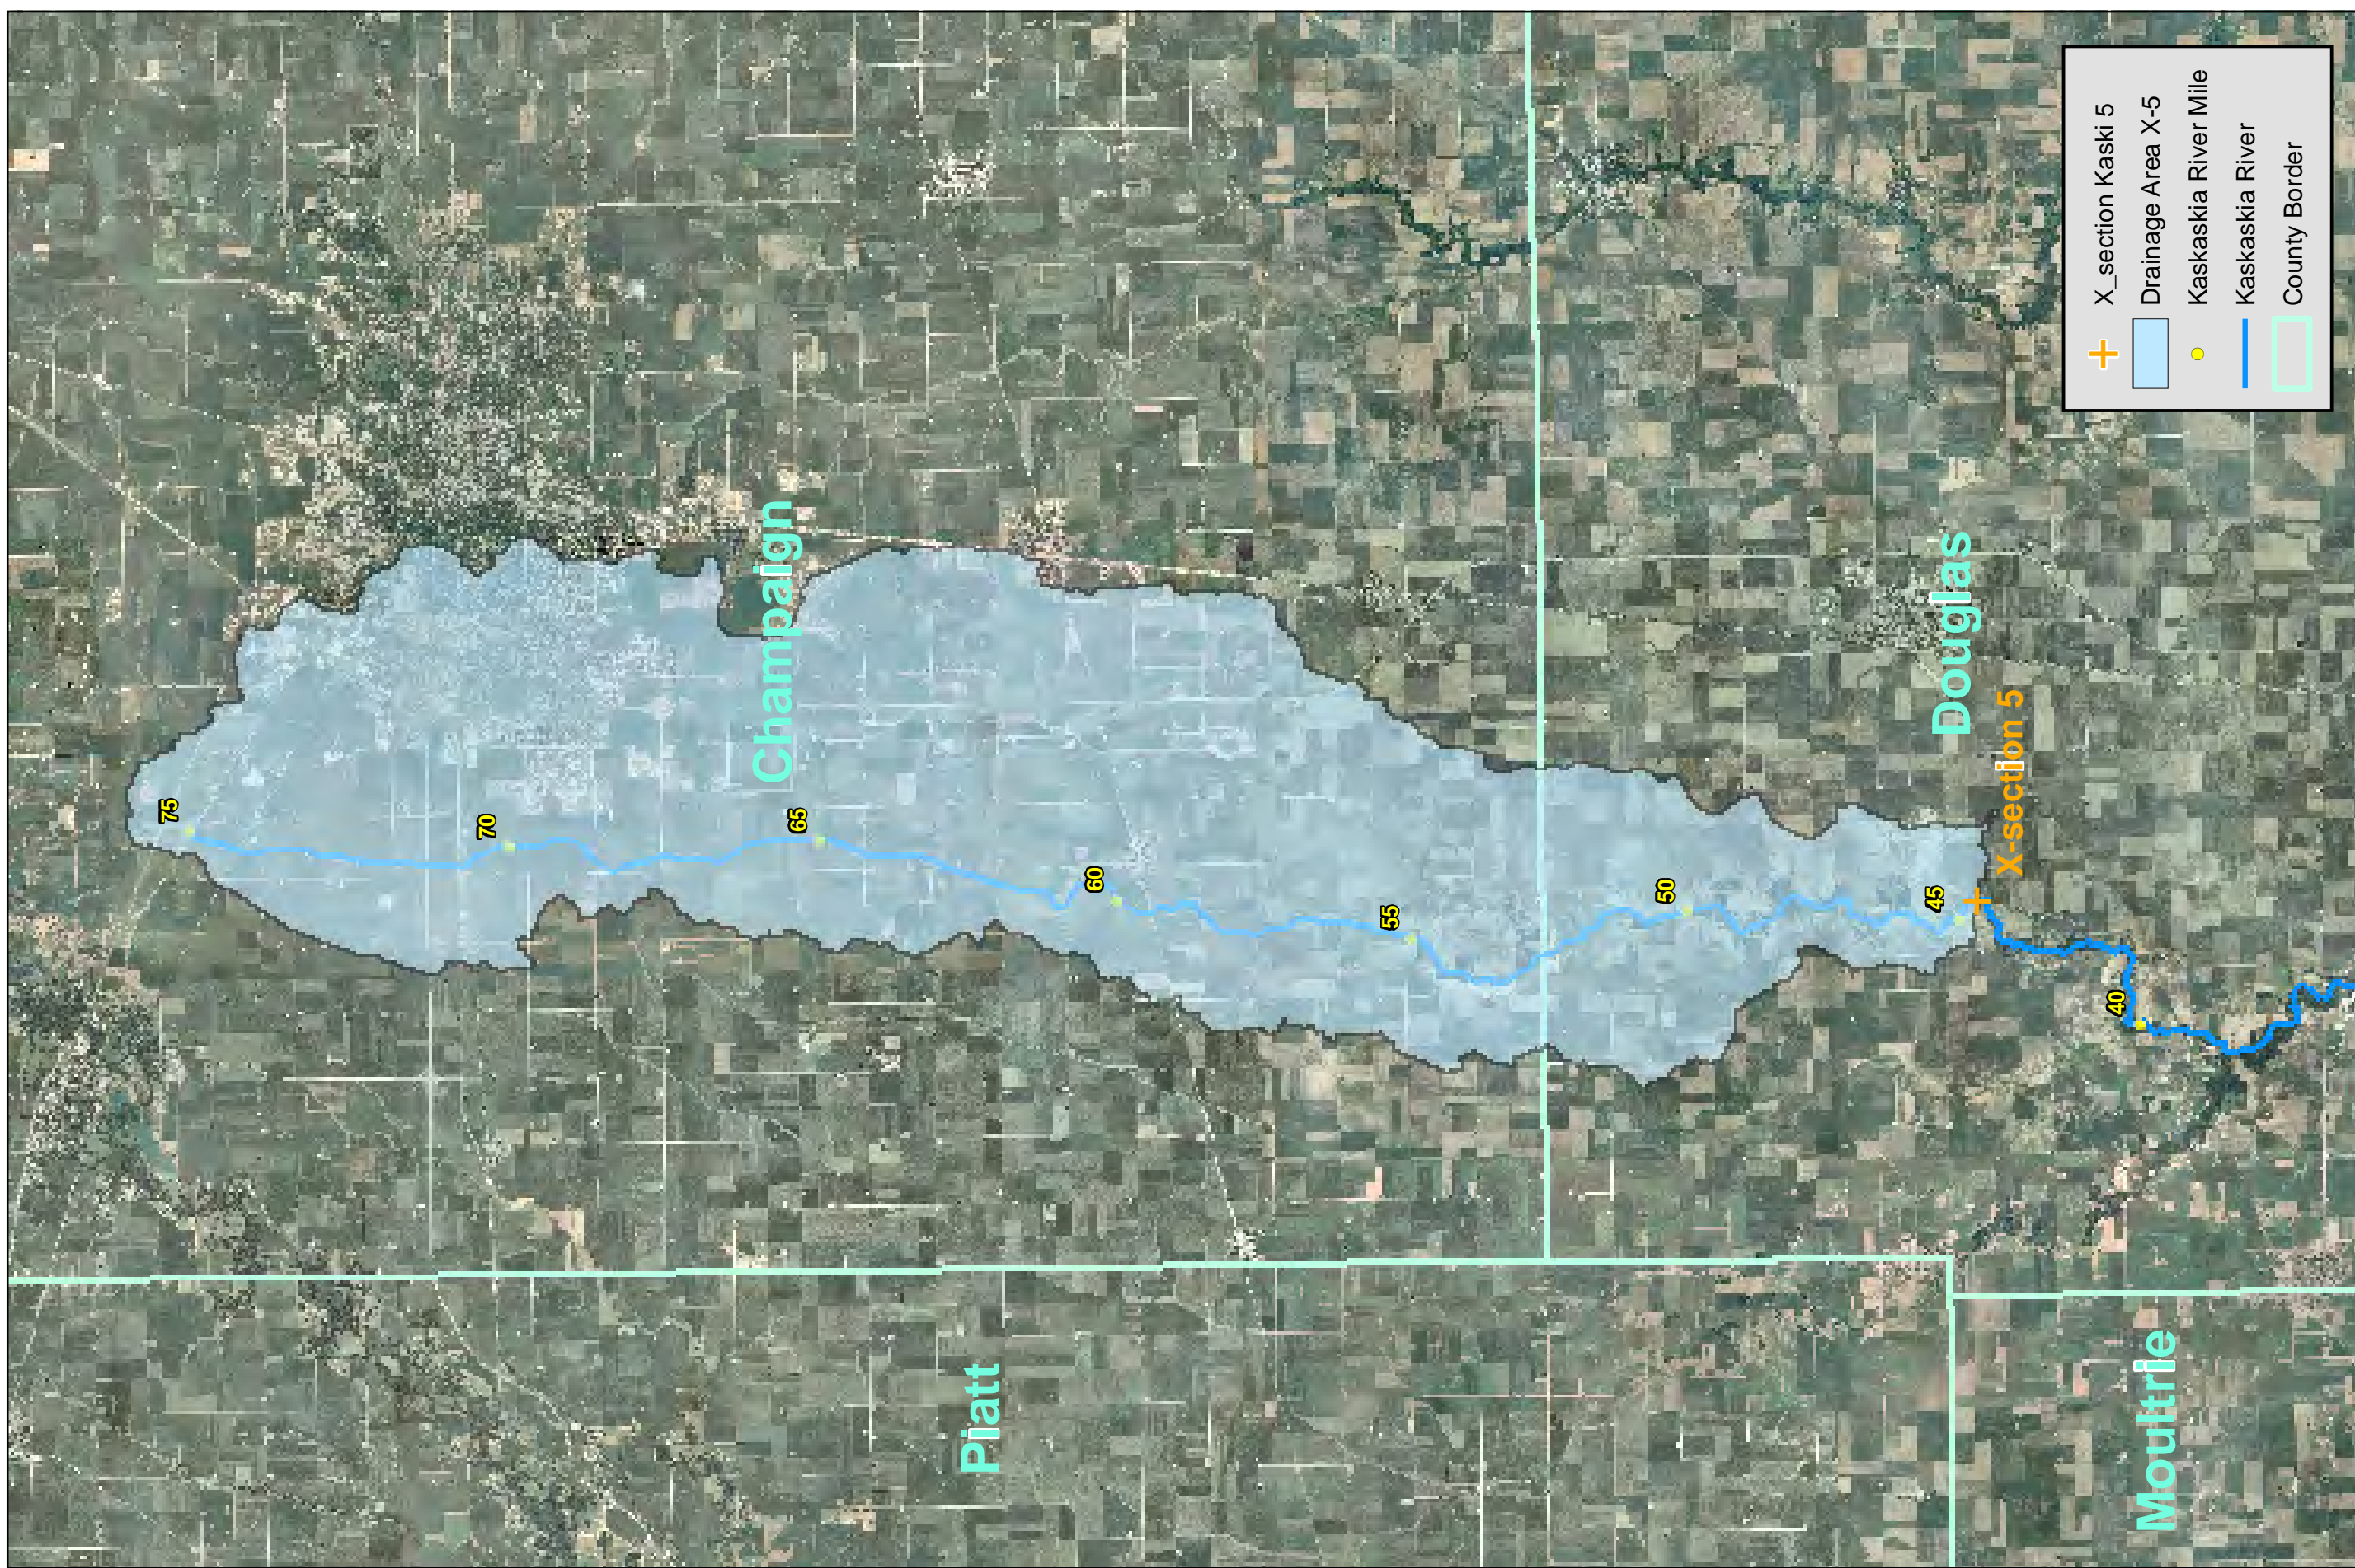 75
70
65
60
55
50
45
40
Champaign
Douglas
X-section 5
Piatt
Moultrie
X_section Kaski 5
Drainage Area X-5
Kaskaskia River Mile
Kaskaskia River
County Border